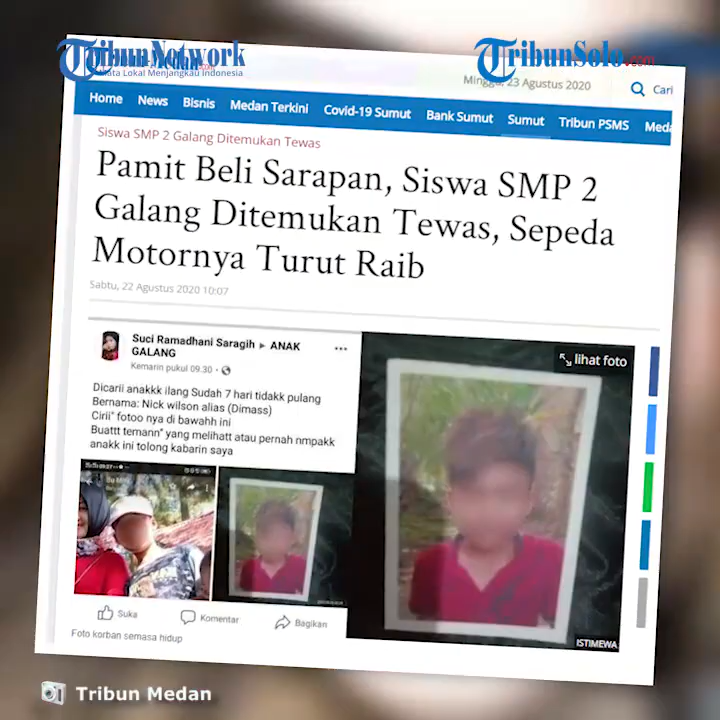 TribunNetwork
Berita Lokal Menjangkau Indonesia
TribunSolo.com
Minggu, 23 Agustus 2020
Cari
Home News Bisnis Medan Terkini Covid-19 Sumut Bank Sumut Sumut Tribun PSMS Meda
Siswa SMP 2 Galang Ditemukan Tewas
Pamit Beli Sarapan, Siswa SMP 2
Galang Ditemukan Tewas, Sepeda
Motornya Turut Raib
Sabtu, 22 Agustus 2020 10:07
Suci Ramadhani Saragih ▸ ANAK
GALANG
Kemarin pukul 09.30 ·
Dicarii anakkk ilang Sudah 7 hari tidakk pulang
Bernama: Nick wilson alias (Dimass)
Cirii" fotoo nya di bawahh ini
Buattt temann" yang melihatt atau pernah nmpakk
anakk ini tolong kabarin saya
lihat foto
Suka Komentar Bagikan
Foto korban semasa hidup
ISTIMEWA
Tribun Medan